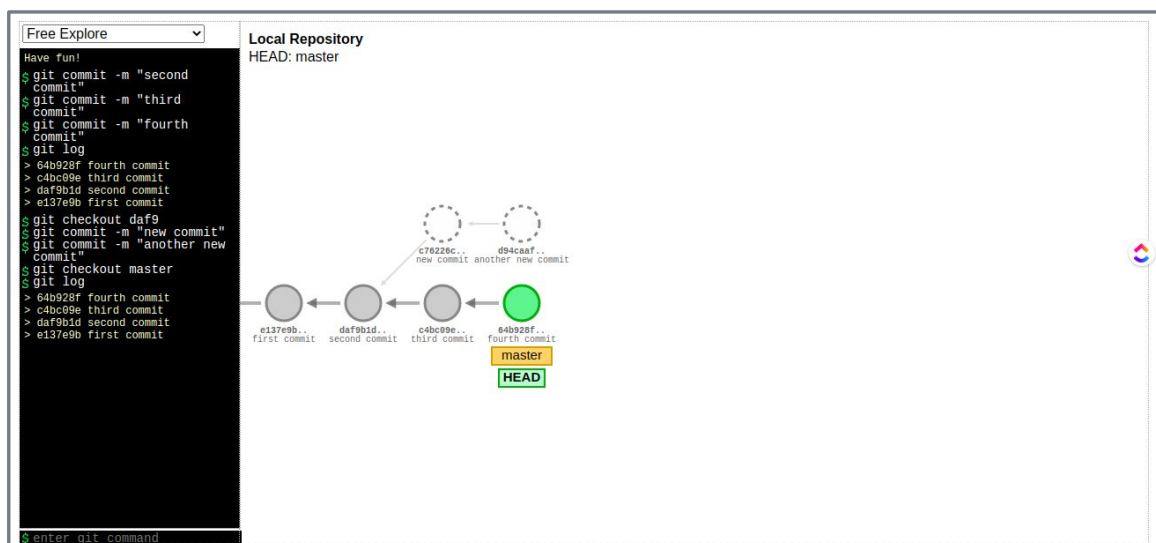 Free Explore
Have fun!
$ git commit -m "second
commit"
$ git commit -m "third
commit"
$ git commit -m "fourth
commit"
$ git log
> 64b928f fourth commit
> c4bc09e third commit
> daf9b1d second commit
> e137e9b first commit
$ git checkout daf9
$ git commit -m "new commit"
$ git commit -m "another new
commit"
$ git checkout master
$ git log
> 64b928f fourth commit
> c4bc09e third commit
> daf9b1d second commit
> e137e9b first commit
$ enter git command
Local Repository
HEAD: master
c76226c.. d94caaf..
new commit another new commit
e137e9b.. daf9b1d.. c4bc09e.. 64b928f..
first commit second commit third commit fourth commit
master
HEAD